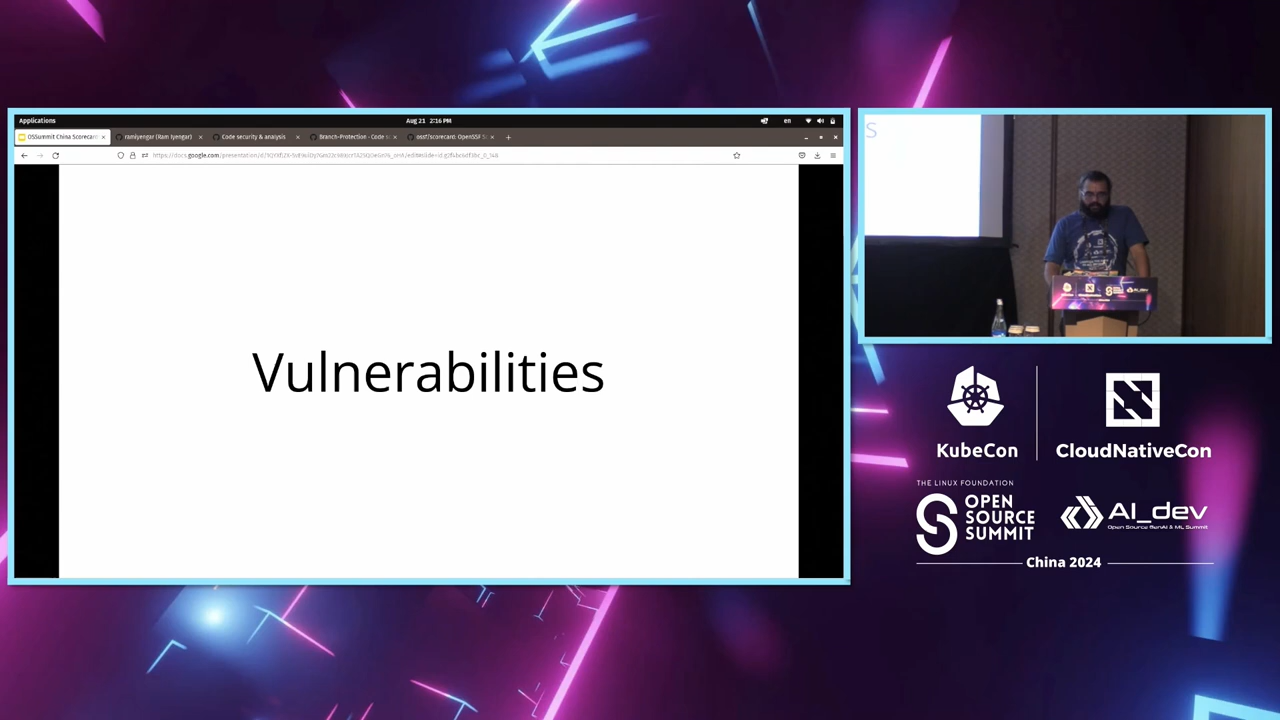 Applications
Aug 21 2:16 PM
en
OSSummit China Scorecard
ramiyengar (Ram Iyengar)
Code security & analysis
Branch-Protection · Code s
ossf/scorecard: OpenSSF Sc
Vulnerabilities
S
KubeCon
CloudNativeCon
THE LINUX FOUNDATION
OPEN
SOURCE
SUMMIT
AI_dev
Open Source GenAI & ML Summit
China 2024